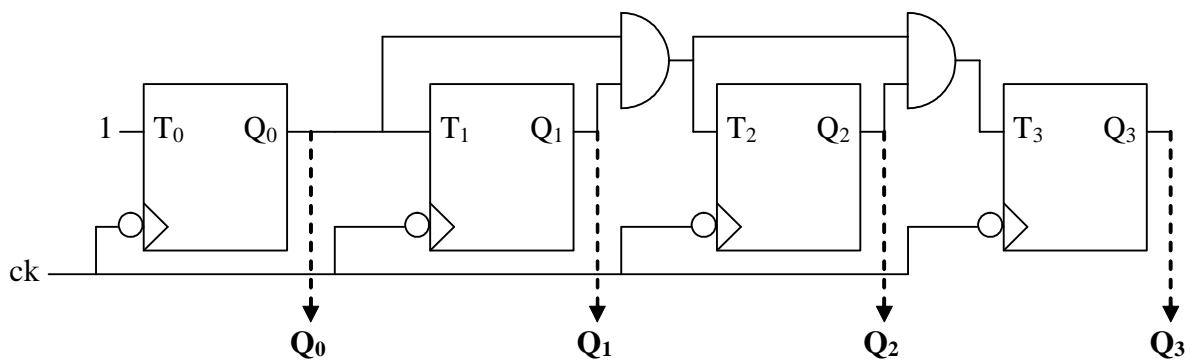 1 T₀ Q₀ T₁ Q₁ T₂ Q₂ T₃ Q₃
ck
Q₀ Q₁ Q₂ Q₃